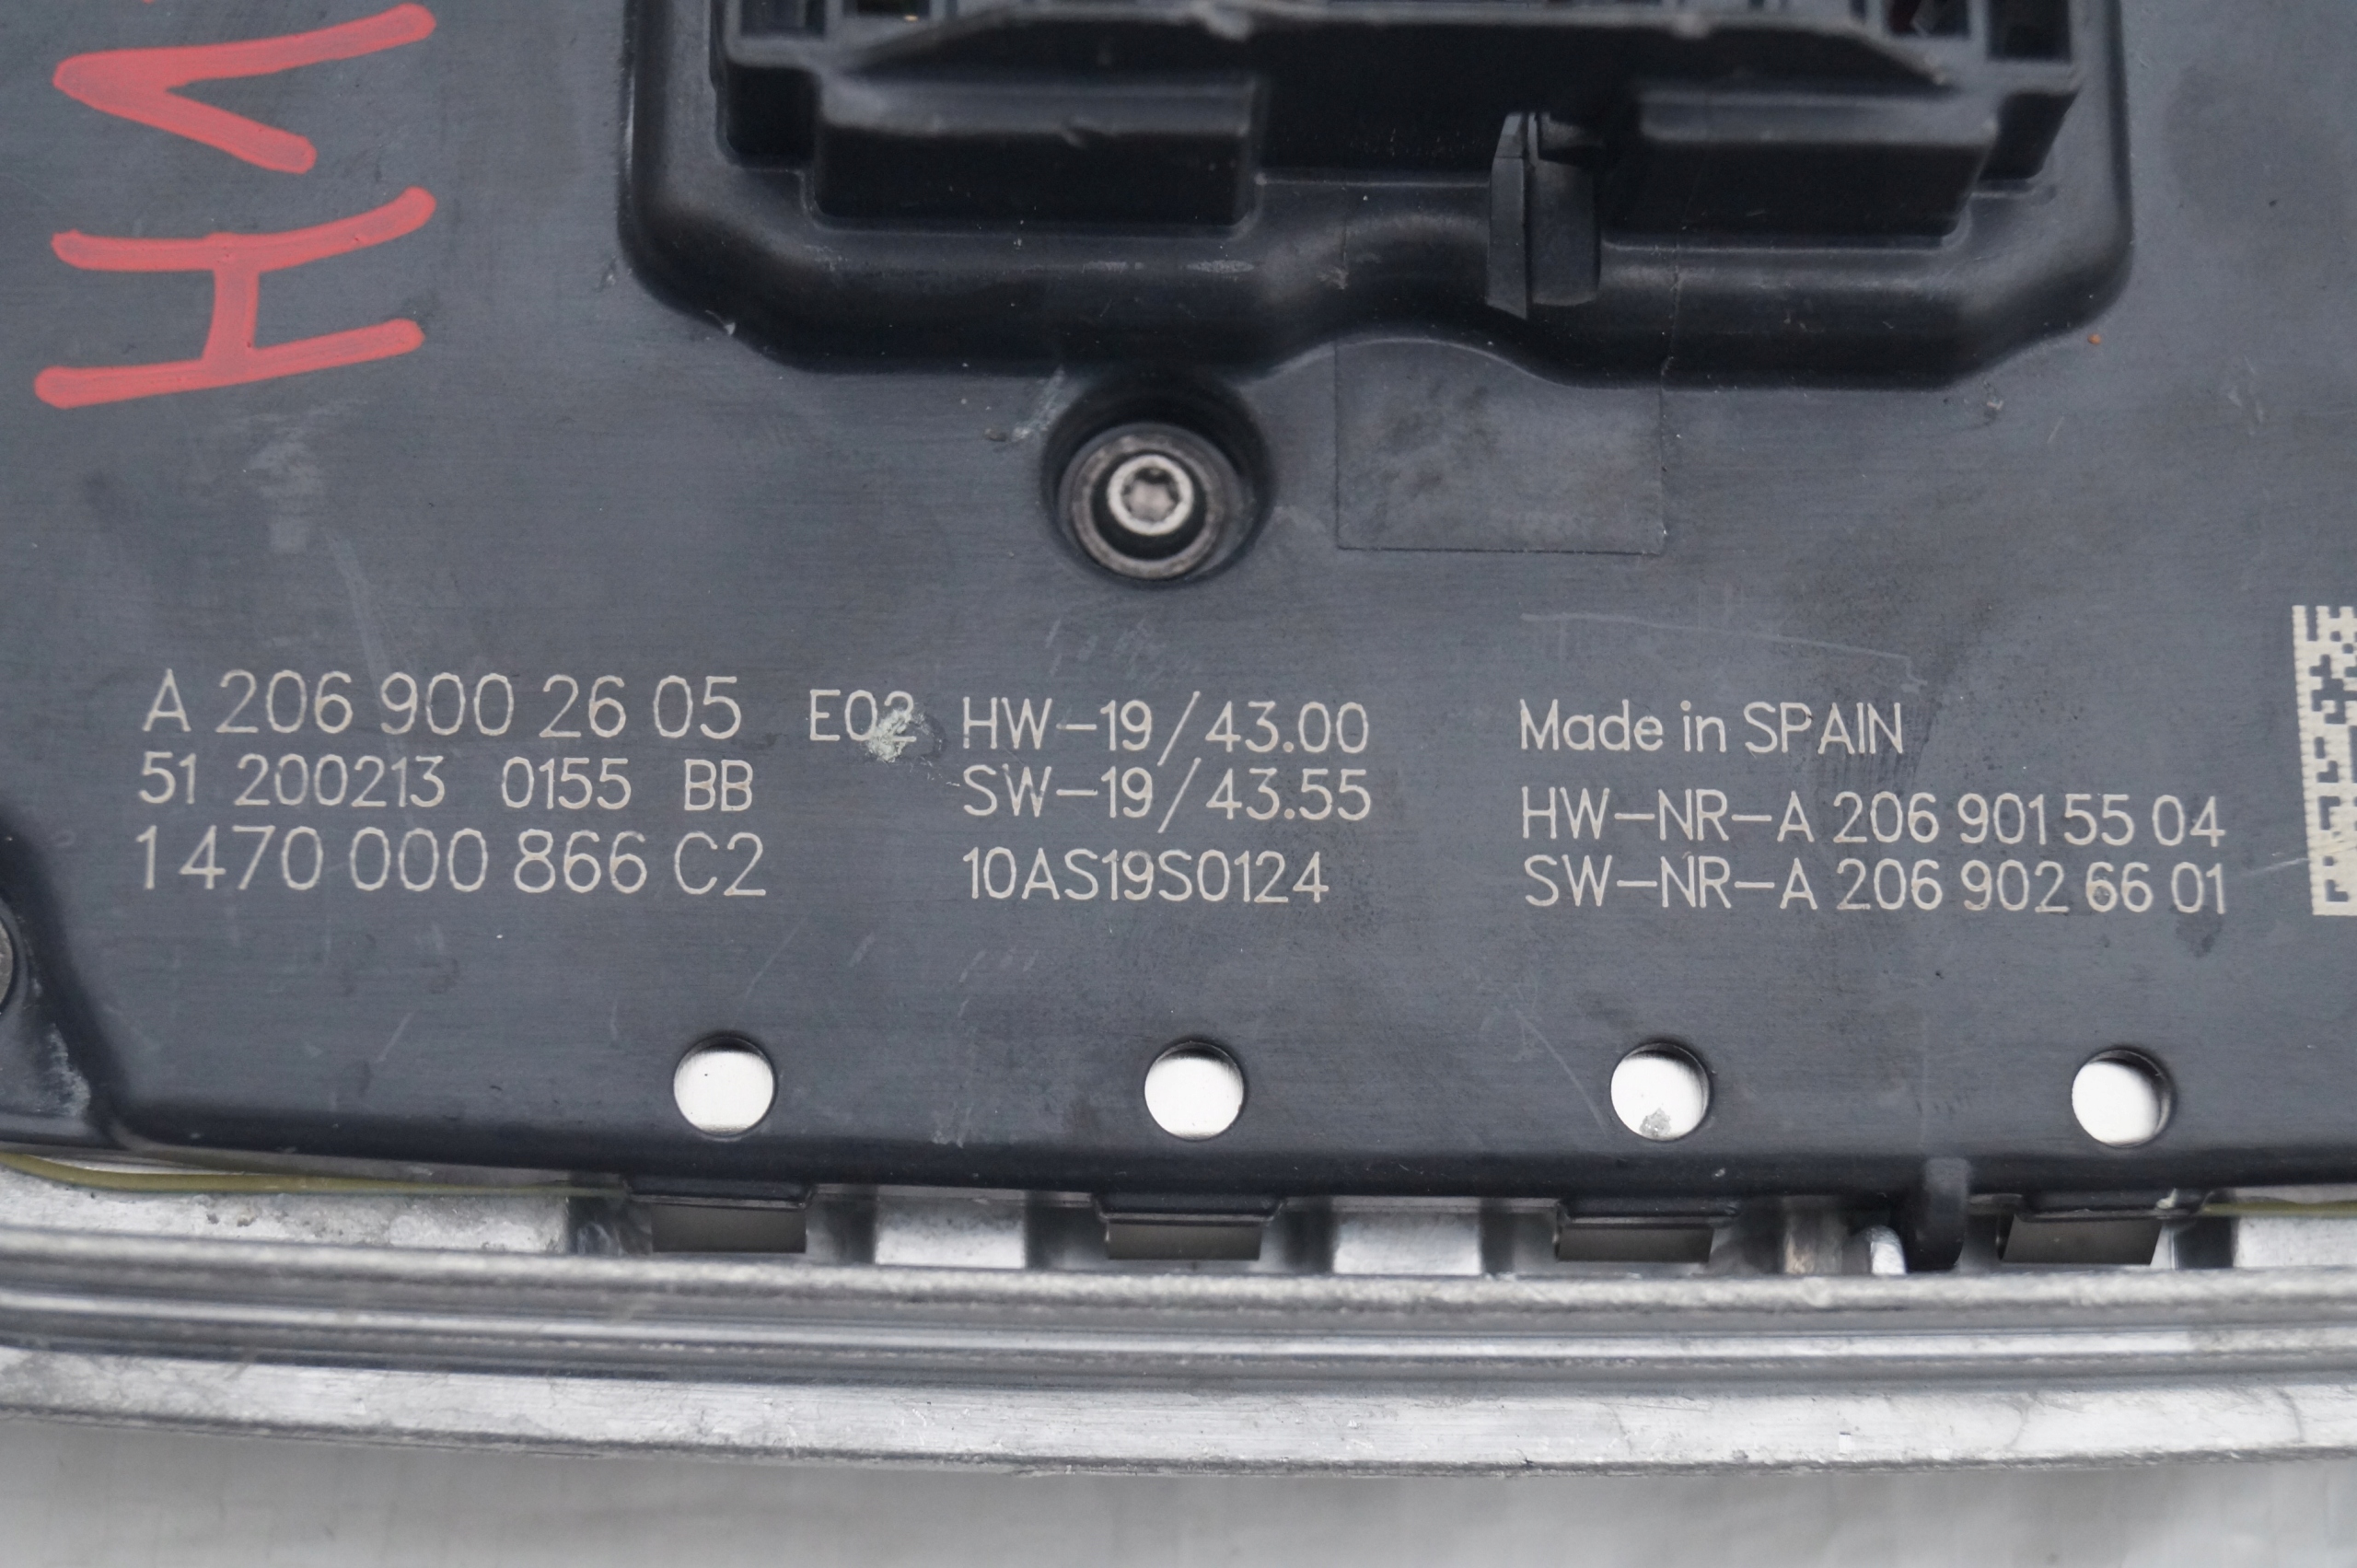 A 206 900 26 05 E02
51 200213 0155 BB
1 470 000 866 C2
HW-19/43.00
SW-19/43.55
10AS19S0124
Made in SPAIN
HW-NR-A 206 901 55 04
SW-NR-A 206 902 66 01